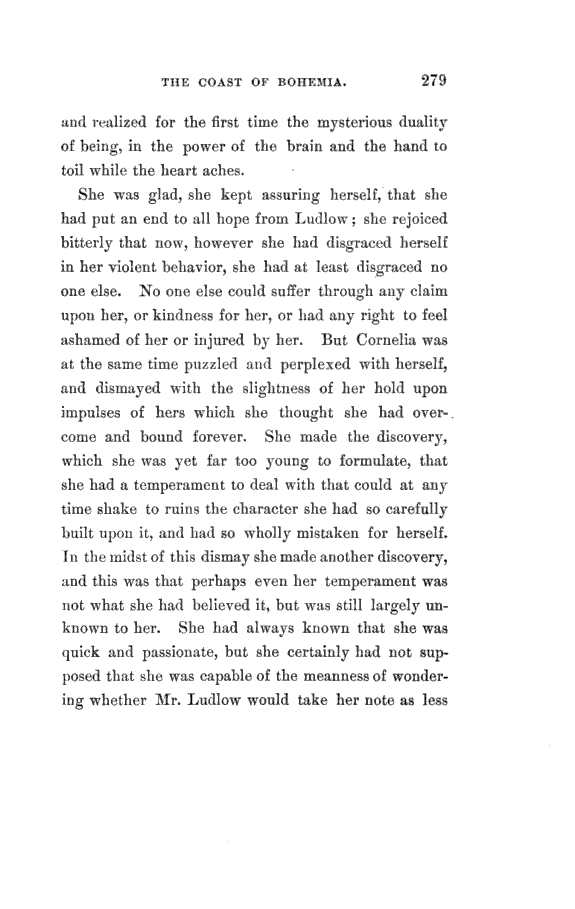 THE COAST OF BOHEMIA. 279
and realized for the first time the mysterious duality
of being, in the power of the brain and the hand to
toil while the heart aches.
She was glad, she kept assuring herself, that she
had put an end to all hope from Ludlow; she rejoiced
bitterly that now, however she had disgraced herself
in her violent behavior, she had at least disgraced no
one else. No one else could suffer through any claim
upon her, or kindness for her, or had any right to feel
ashamed of her or injured by her. But Cornelia was
at the same time puzzled and perplexed with herself,
and dismayed with the slightness of her hold upon
impulses of hers which she thought she had over-
come and bound forever. She made the discovery,
which she was yet far too young to formulate, that
she had a temperament to deal with that could at any
time shake to ruins the character she had so carefully
built upon it, and had so wholly mistaken for herself.
In the midst of this dismay she made another discovery,
and this was that perhaps even her temperament was
not what she had believed it, but was still largely un-
known to her. She had always known that she was
quick and passionate, but she certainly had not sup-
posed that she was capable of the meanness of wonder-
ing whether Mr. Ludlow would take her note as less